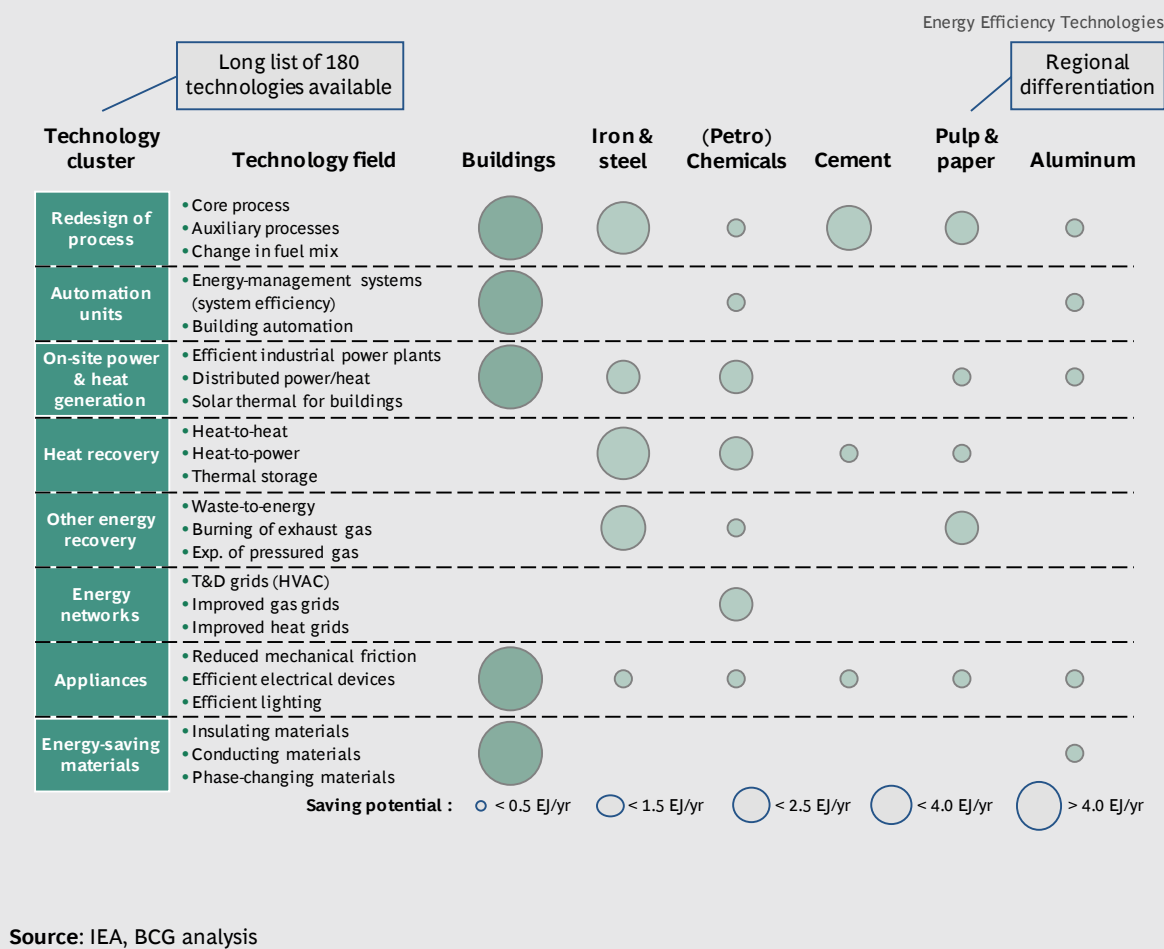 Energy Efficiency Technologies
Long list of 180
technologies available
Regional
differentiation
Technology
cluster
Technology field
Buildings
Iron &
steel
(Petro)
Chemicals
Cement
Pulp &
paper
Aluminum
Redesign of
process
• Core process
• Auxiliary processes
• Change in fuel mix
Automation
units
• Energy-management systems
(system efficiency)
• Building automation
On-site power
& heat
generation
• Efficient industrial power plants
• Distributed power/heat
• Solar thermal for buildings
Heat recovery
• Heat-to-heat
• Heat-to-power
• Thermal storage
Other energy
recovery
• Waste-to-energy
• Burning of exhaust gas
• Exp. of pressured gas
Energy
networks
• T&D grids (HVAC)
• Improved gas grids
• Improved heat grids
Appliances
• Reduced mechanical friction
• Efficient electrical devices
• Efficient lighting
Energy-saving
materials
• Insulating materials
• Conducting materials
• Phase-changing materials
Saving potential : < 0.5 EJ/yr < 1.5 EJ/yr < 2.5 EJ/yr < 4.0 EJ/yr > 4.0 EJ/yr
Source: IEA, BCG analysis